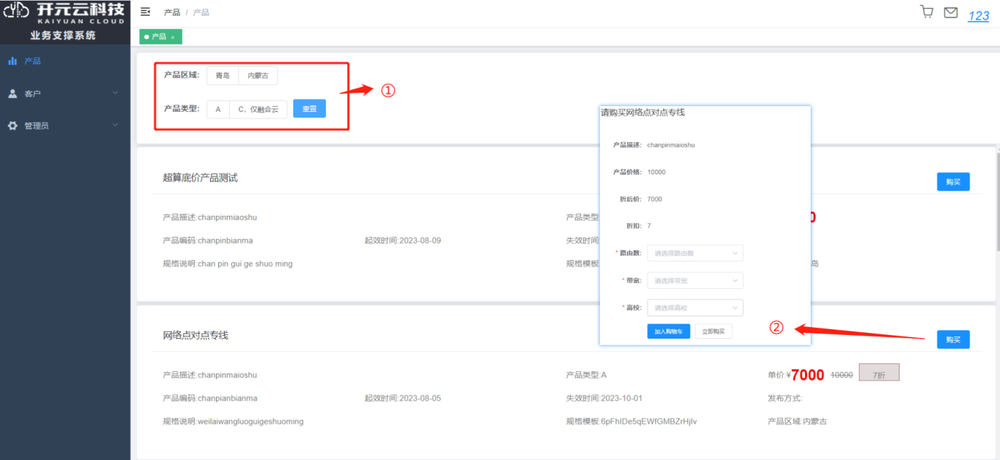 开元云科技
KAIYUAN CLOUD
业务支撑系统
产品 / 产品
123
产品 ×
产品
客户
管理员
产品区域: 青岛 内蒙古
产品类型: A C，仅融合云 重置
①
超算底价产品测试
购买
产品描述:chanpinmiaoshu
产品类型
0
产品编码:chanpinbianma
起效时间:2023-08-09
失效时间
规格说明:chan pin gui ge shuo ming
规格模板
岛
请购买网络点对点专线
产品描述: chanpinmaioshu
产品价格: 10000
折后价: 7000
折扣: 7
* 路由数: 请选择路由数
* 带宽: 请选择带宽
* 高校: 请选择高校
加入购物车 立即购买
②
网络点对点专线
购买
产品描述:chanpinmaioshu
产品类型:A
单价:¥7000 10000 7折
产品编码:chanpianbianma
起效时间:2023-08-05
失效时间:2023-10-01
发布方式:
规格说明:weilaiwangluoguigeshuoming
规格模板:6pFhIDe5qEWfGMBZrHjlv
产品区域:内蒙古